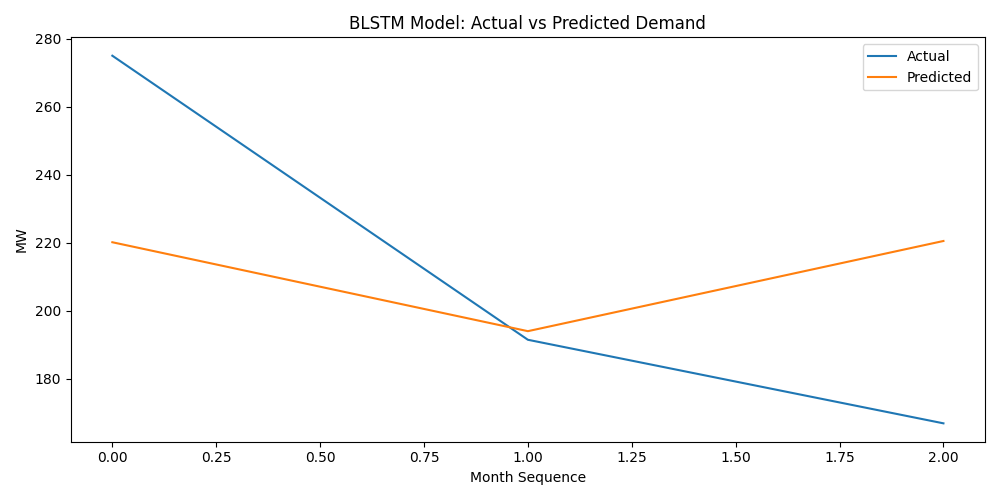 BLSTM Model: Actual vs Predicted Demand
Actual
Predicted
MW
280
260
240
220
200
180
0.00 0.25 0.50 0.75 1.00 1.25 1.50 1.75 2.00
Month Sequence